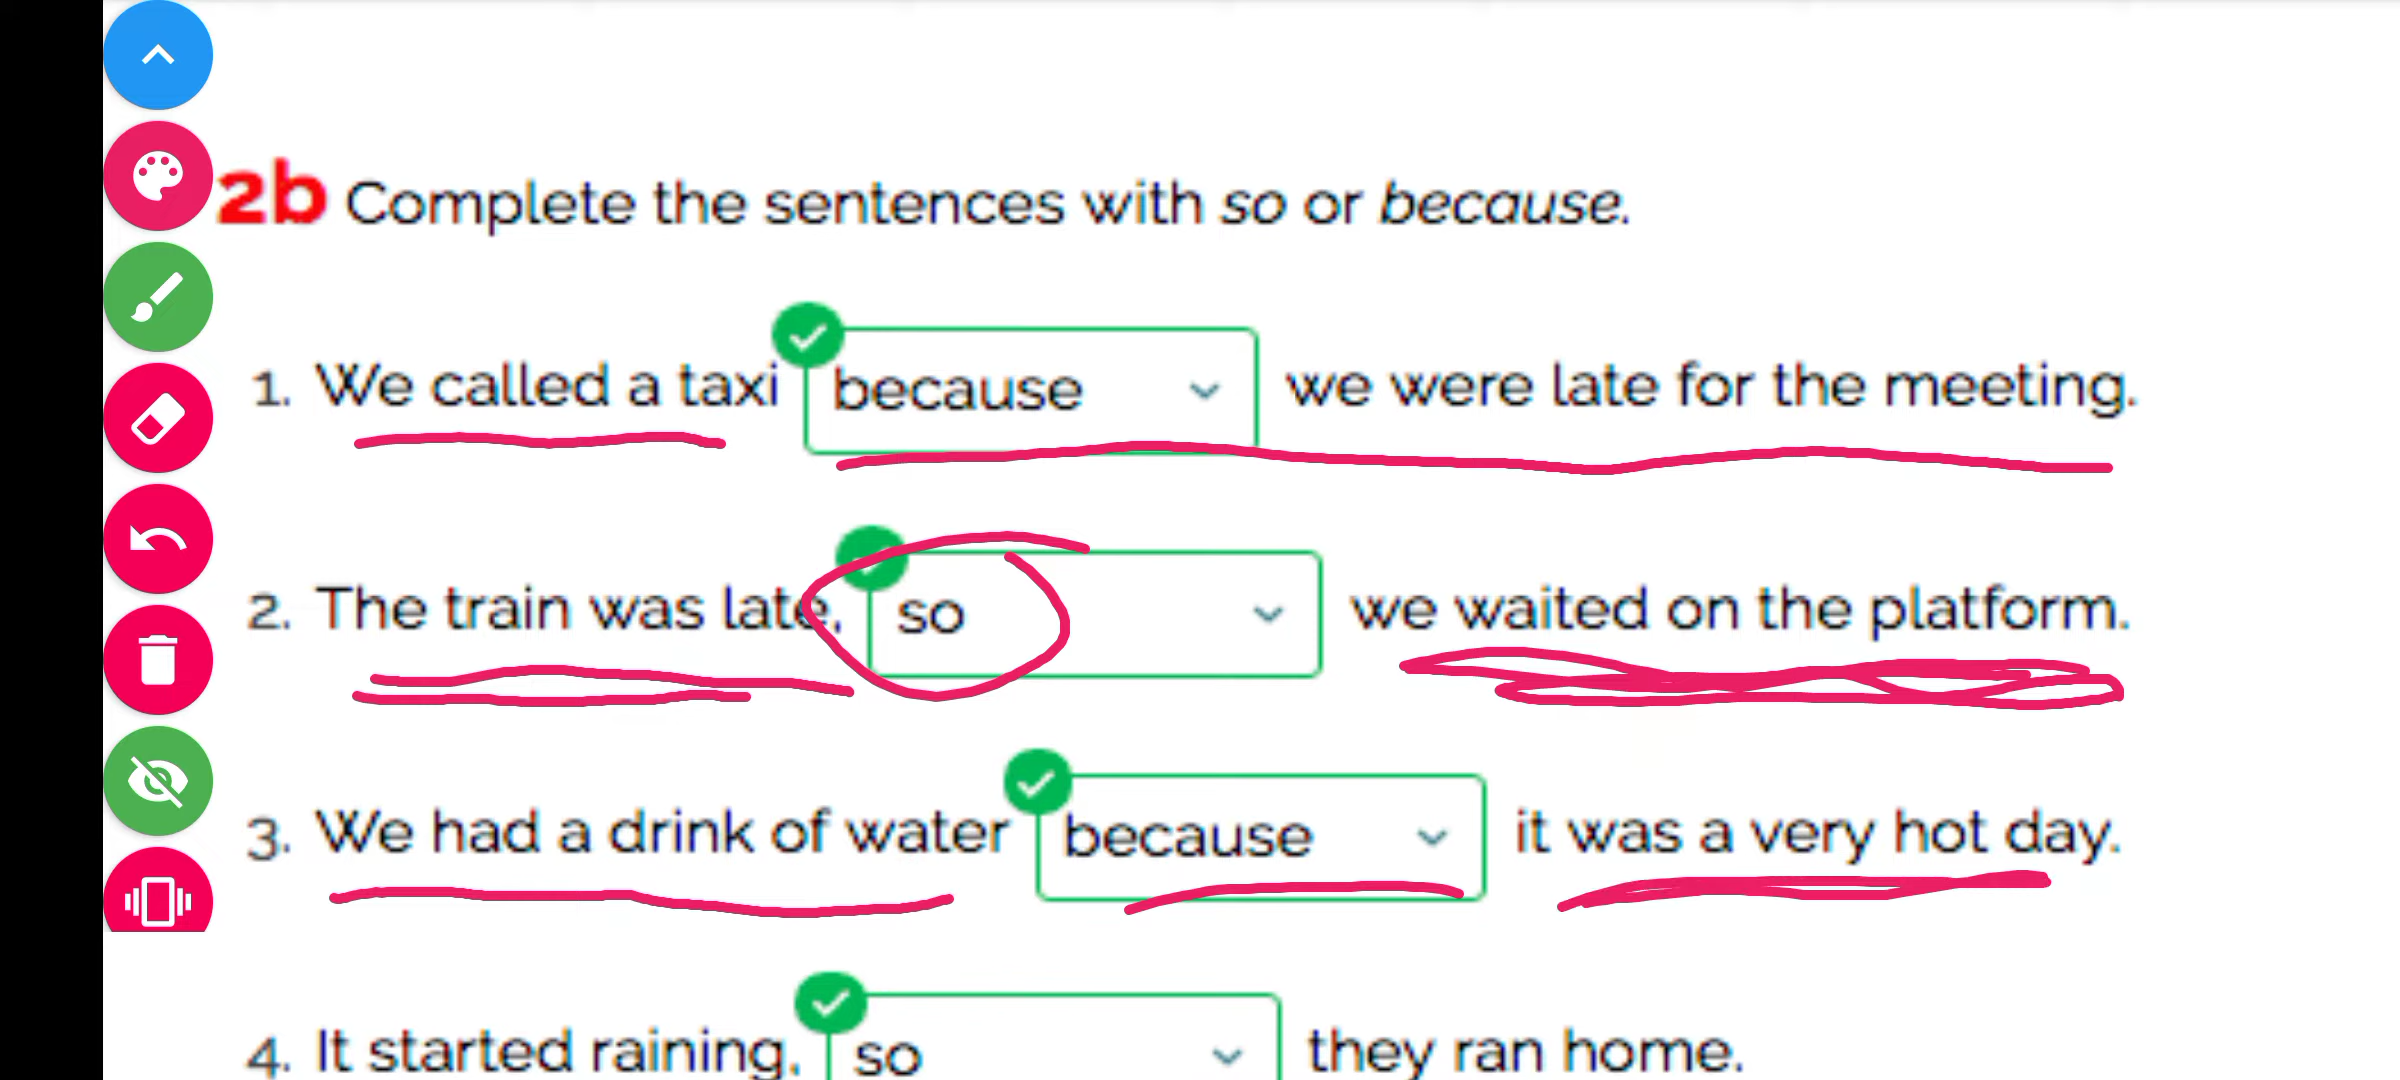 2b Complete the sentences with so or because.
1. We called a taxi because we were late for the meeting.
2. The train was late, so we waited on the platform.
3. We had a drink of water because it was a very hot day.
4. It started raining, so they ran home.